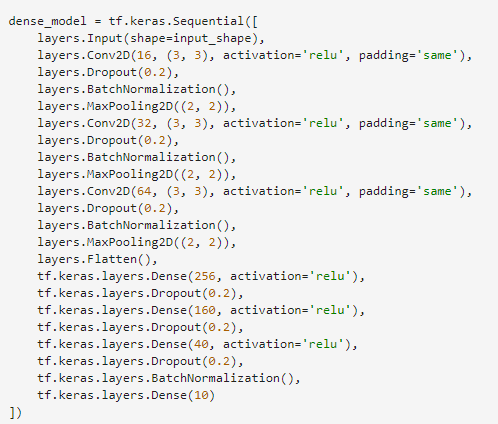 dense_model = tf.keras.Sequential([
    layers.Input(shape=input_shape),
    layers.Conv2D(16, (3, 3), activation='relu', padding='same'),
    layers.Dropout(0.2),
    layers.BatchNormalization(),
    layers.MaxPooling2D((2, 2)),
    layers.Conv2D(32, (3, 3), activation='relu', padding='same'),
    layers.Dropout(0.2),
    layers.BatchNormalization(),
    layers.MaxPooling2D((2, 2)),
    layers.Conv2D(64, (3, 3), activation='relu', padding='same'),
    layers.Dropout(0.2),
    layers.BatchNormalization(),
    layers.MaxPooling2D((2, 2)),
    layers.Flatten(),
    tf.keras.layers.Dense(256, activation='relu'),
    tf.keras.layers.Dropout(0.2),
    tf.keras.layers.Dense(160, activation='relu'),
    tf.keras.layers.Dropout(0.2),
    tf.keras.layers.Dense(40, activation='relu'),
    tf.keras.layers.Dropout(0.2),
    tf.keras.layers.BatchNormalization(),
    tf.keras.layers.Dense(10)
])